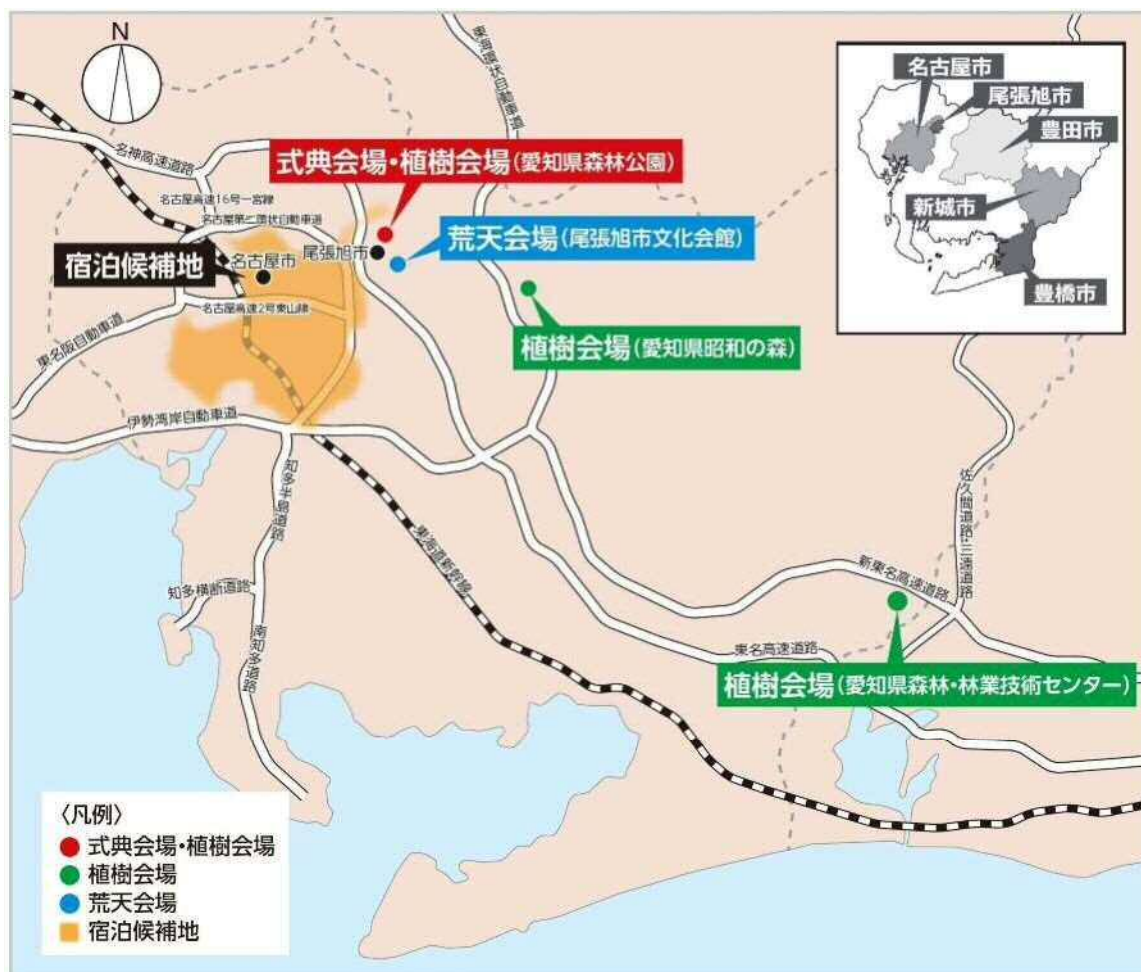 N
東海環状自動車道
名神高速道路
式典会場・植樹会場(愛知県森林公園)
名古屋高速16号一宮線
名古屋第二環状自動車道
荒天会場(尾張旭市文化会館)
尾張旭市
宿泊候補地
名古屋市
名古屋高速2号東山線
東名阪自動車道
植樹会場(愛知県昭和の森)
伊勢湾岸自動車道
知多半島道路
佐久間道路・三遠道路
東海道新幹線
知多横断道路
新東名高速道路
南知多道路
東名高速道路
植樹会場(愛知県森林・林業技術センター)
名古屋市
尾張旭市
豊田市
新城市
豊橋市
〈凡例〉
式典会場・植樹会場
植樹会場
荒天会場
宿泊候補地